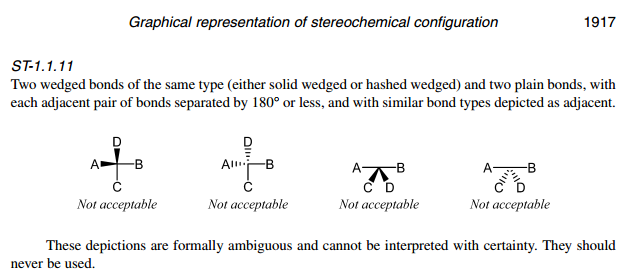 Graphical representation of stereochemical configuration 1917
ST-1.1.11
Two wedged bonds of the same type (either solid wedged or hashed wedged) and two plain bonds, with
each adjacent pair of bonds separated by 180° or less, and with similar bond types depicted as adjacent.
D D
A B A B A B A B
C C C D C D
Not acceptable Not acceptable Not acceptable Not acceptable
These depictions are formally ambiguous and cannot be interpreted with certainty. They should
never be used.